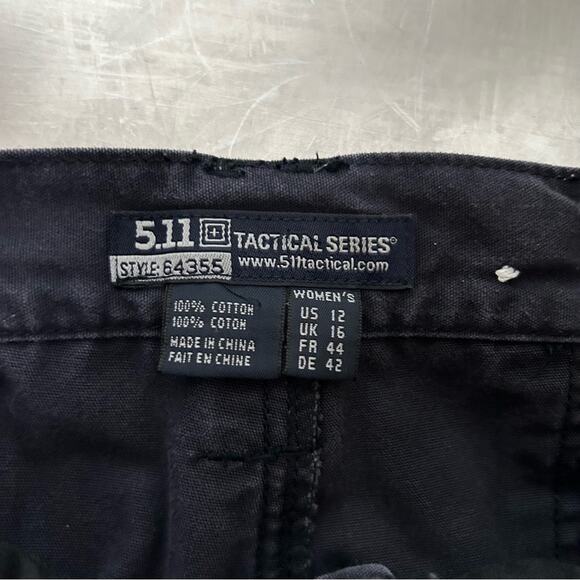 5.11 TACTICAL SERIES®
STYLE: 64355 www.511tactical.com
100% COTTON
100% COTON
MADE IN CHINA
FAIT EN CHINE
WOMEN'S
US 12
UK 16
FR 44
DE 42